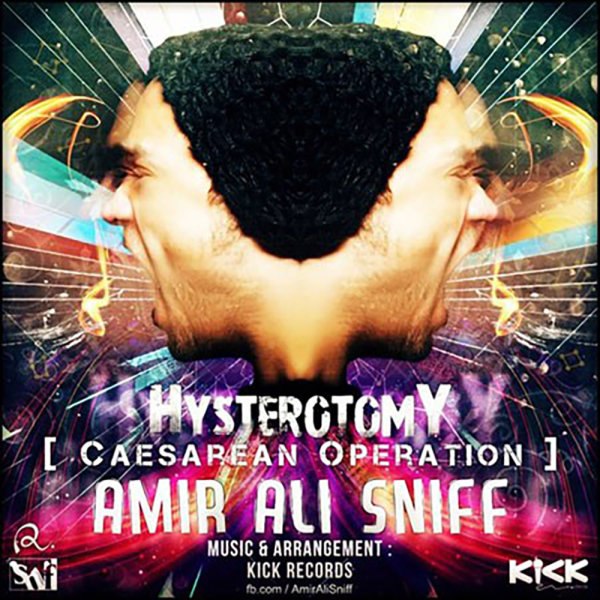 HYSTEROTOMY
[ CAESAREAN OPERATION ]
AMIR ALI SNIFF
MUSIC & ARRANGEMENT :
KICK RECORDS
fb.com / AmirAliSniff
KICK